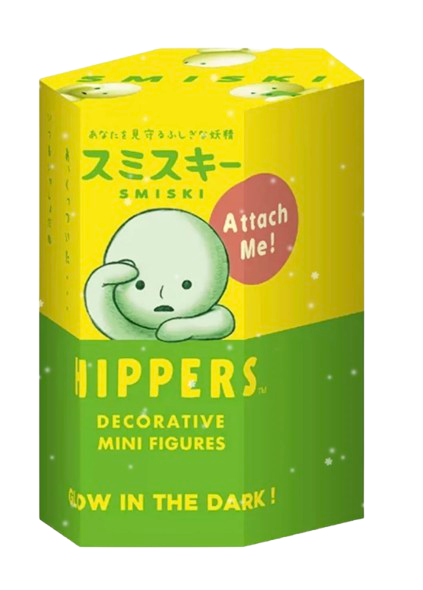 SMISKI
あなたを見守るふしぎな妖精
スミスキー
SMISKI
Attach
Me!
HIPPERS
DECORATIVE
MINI FIGURES
GLOW IN THE DARK!